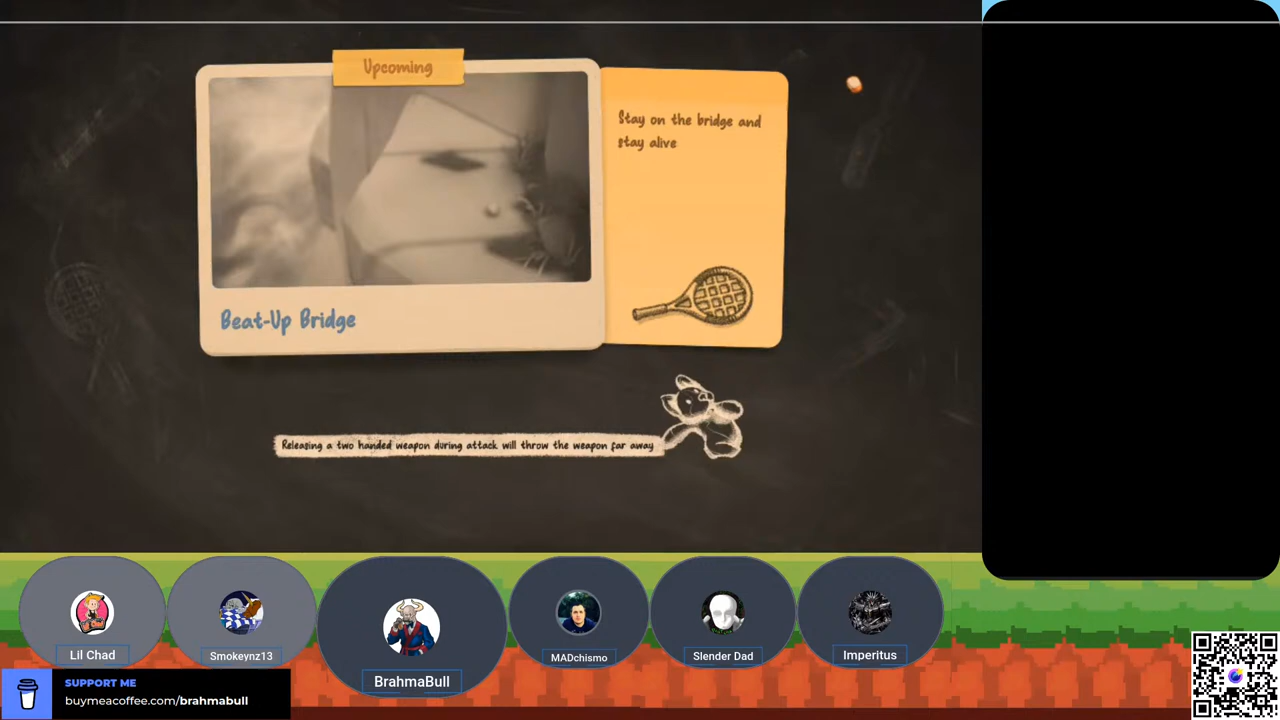 Upcoming
Stay on the bridge and
stay alive
Beat-Up Bridge
Releasing a two handed weapon during attack will throw the weapon far away
Lil Chad
Smokeynz13
BrahmaBull
MADchismo
Slender Dad
Imperitus
SUPPORT ME
buymeacoffee.com/brahmabull